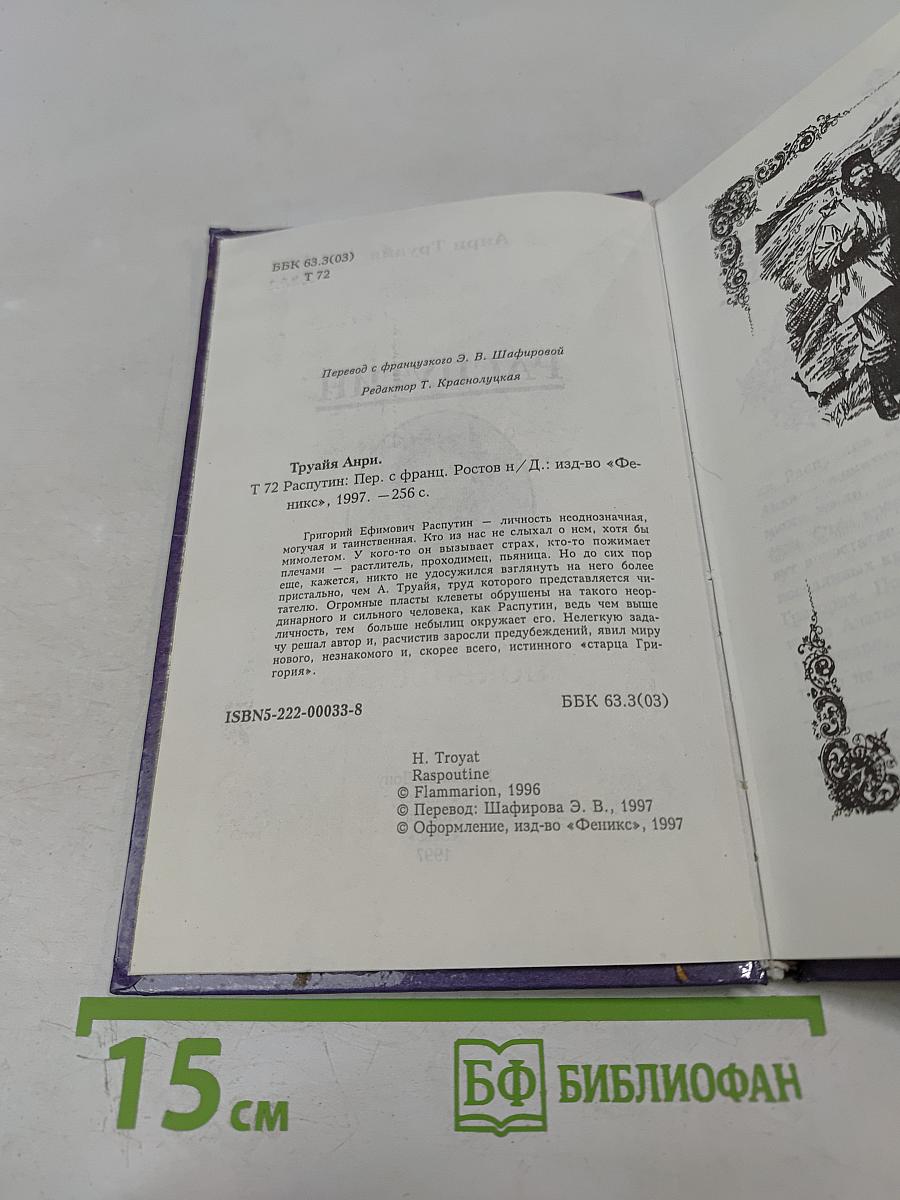 ББК 63.3(03)
Т 72
Перевод с французкого Э. В. Шафировой
Редактор Т. Краснолуцкая
Труайя Анри.
Т 72 Распутин: Пер. с франц. Ростов н/Д.: изд-во «Фе-
никс», 1997. —256 с.
Григорий Ефимович Распутин — личность неоднозначная,
могучая и таинственная. Кто из нас не слыхал о нем, хотя бы
мимолетом. У кого-то он вызывает страх, кто-то пожимает
плечами — растлитель, проходимец, пьяница. Но до сих пор
еще, кажется, никто не удосужился взглянуть на него более
пристально, чем А. Труайя, труд которого представляется чи-
тателю. Огромные пласты клеветы обрушены на такого неор-
динарного и сильного человека, как Распутин, ведь чем выше
личность, тем больше небылиц окружает его. Нелегкую зада-
чу решал автор и, расчистив заросли предубеждений, явил миру
нового, незнакомого и, скорее всего, истинного «старца Гри-
гория».
ISBN5-222-00033-8
ББК 63.3(03)
H. Troyat
Raspoutine
© Flammarion, 1996
© Перевод: Шафирова Э. В., 1997
© Оформление, изд-во «Феникс», 1997
15 см
БФ БИБЛИОФАН